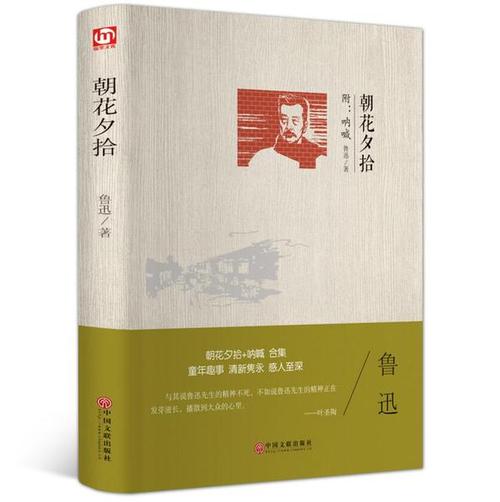 朝花夕拾
鲁迅/著
中国文联出版社
朝花夕拾
附:呐喊
鲁迅/著
朝花夕拾+呐喊 合集
童年趣事 清新隽永 感人至深
与其说鲁迅先生的精神不死,不如说鲁迅先生的精神正在
发芽滋长,播散到大众的心里。
——叶圣陶
/鲁迅
中国文联出版社